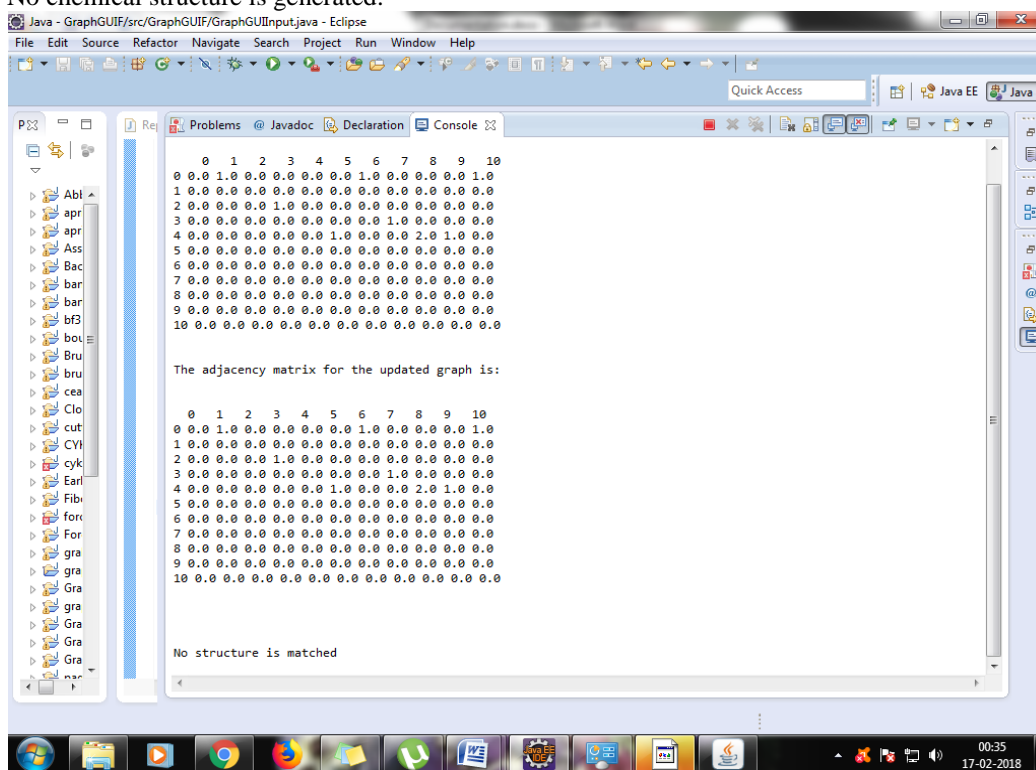 No chemical structure is generated.
Java - GraphGUIF/src/GraphGUIF/GraphGUIInput.java - Eclipse
File Edit Source Refactor Navigate Search Project Run Window Help
Quick Access Java EE Java
P Re Problems @ Javadoc Declaration Console
0 1 2 3 4 5 6 7 8 9 10
0 0.0 1.0 0.0 0.0 0.0 0.0 1.0 0.0 0.0 0.0 1.0
1 0.0 0.0 0.0 0.0 0.0 0.0 0.0 0.0 0.0 0.0 0.0
2 0.0 0.0 0.0 1.0 0.0 0.0 0.0 0.0 0.0 0.0 0.0
3 0.0 0.0 0.0 0.0 0.0 0.0 0.0 1.0 0.0 0.0 0.0
4 0.0 0.0 0.0 0.0 0.0 1.0 0.0 0.0 2.0 1.0 0.0
5 0.0 0.0 0.0 0.0 0.0 0.0 0.0 0.0 0.0 0.0 0.0
6 0.0 0.0 0.0 0.0 0.0 0.0 0.0 0.0 0.0 0.0 0.0
7 0.0 0.0 0.0 0.0 0.0 0.0 0.0 0.0 0.0 0.0 0.0
8 0.0 0.0 0.0 0.0 0.0 0.0 0.0 0.0 0.0 0.0 0.0
9 0.0 0.0 0.0 0.0 0.0 0.0 0.0 0.0 0.0 0.0 0.0
10 0.0 0.0 0.0 0.0 0.0 0.0 0.0 0.0 0.0 0.0 0.0
The adjacency matrix for the updated graph is:
0 1 2 3 4 5 6 7 8 9 10
0 0.0 1.0 0.0 0.0 0.0 0.0 1.0 0.0 0.0 0.0 1.0
1 0.0 0.0 0.0 0.0 0.0 0.0 0.0 0.0 0.0 0.0 0.0
2 0.0 0.0 0.0 1.0 0.0 0.0 0.0 0.0 0.0 0.0 0.0
3 0.0 0.0 0.0 0.0 0.0 0.0 0.0 1.0 0.0 0.0 0.0
4 0.0 0.0 0.0 0.0 0.0 1.0 0.0 0.0 2.0 1.0 0.0
5 0.0 0.0 0.0 0.0 0.0 0.0 0.0 0.0 0.0 0.0 0.0
6 0.0 0.0 0.0 0.0 0.0 0.0 0.0 0.0 0.0 0.0 0.0
7 0.0 0.0 0.0 0.0 0.0 0.0 0.0 0.0 0.0 0.0 0.0
8 0.0 0.0 0.0 0.0 0.0 0.0 0.0 0.0 0.0 0.0 0.0
9 0.0 0.0 0.0 0.0 0.0 0.0 0.0 0.0 0.0 0.0 0.0
10 0.0 0.0 0.0 0.0 0.0 0.0 0.0 0.0 0.0 0.0 0.0
No structure is matched
apr
apr
Ass
Bac
bar
bar
bf3
bou
Bru
bru
cea
Clo
cut
cyk
Earl
For
gra
gra
Gra
gra
Gra
Gra
Gra
Java EE
IDE
00:35
17-02-2018